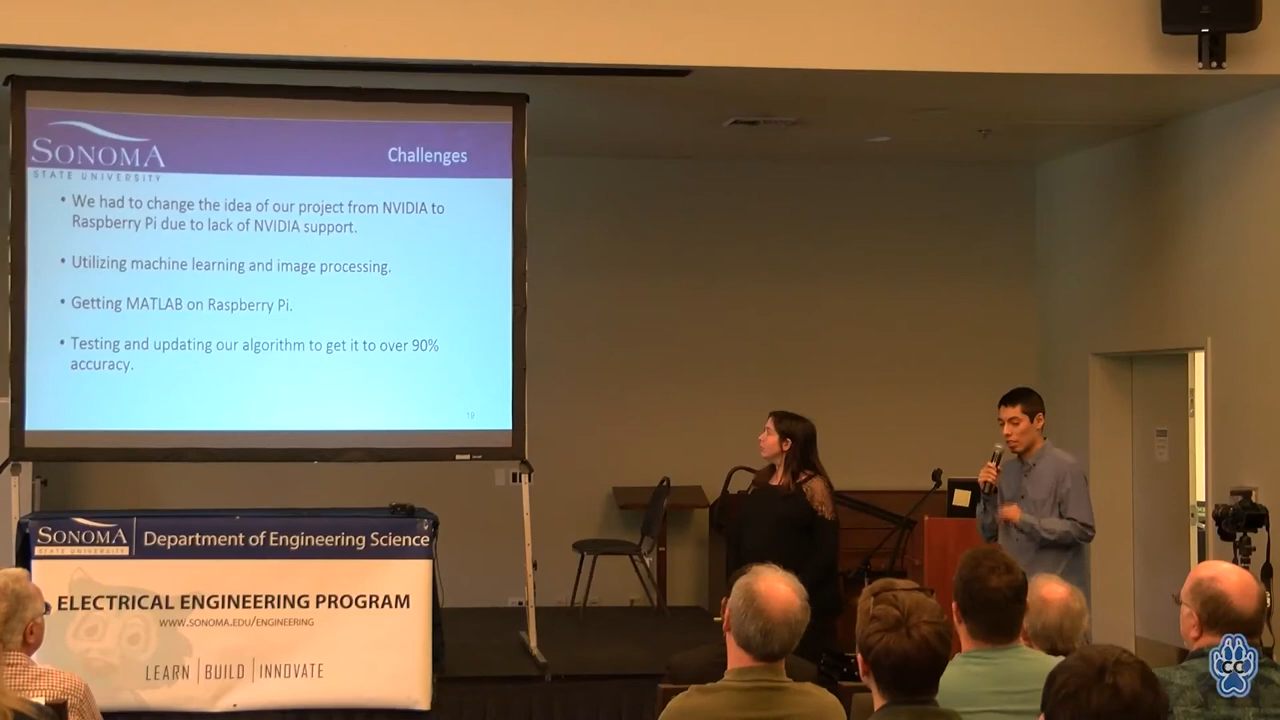 SONOMA
STATE UNIVERSITY
Challenges
• We had to change the idea of our project from NVIDIA to
Raspberry Pi due to lack of NVIDIA support.
• Utilizing machine learning and image processing.
• Getting MATLAB on Raspberry Pi.
• Testing and updating our algorithm to get it to over 90%
accuracy.
19
SONOMA
STATE UNIVERSITY
Department of Engineering Science
ELECTRICAL ENGINEERING PROGRAM
WWW.SONOMA.EDU/ENGINEERING
LEARN | BUILD | INNOVATE
CC